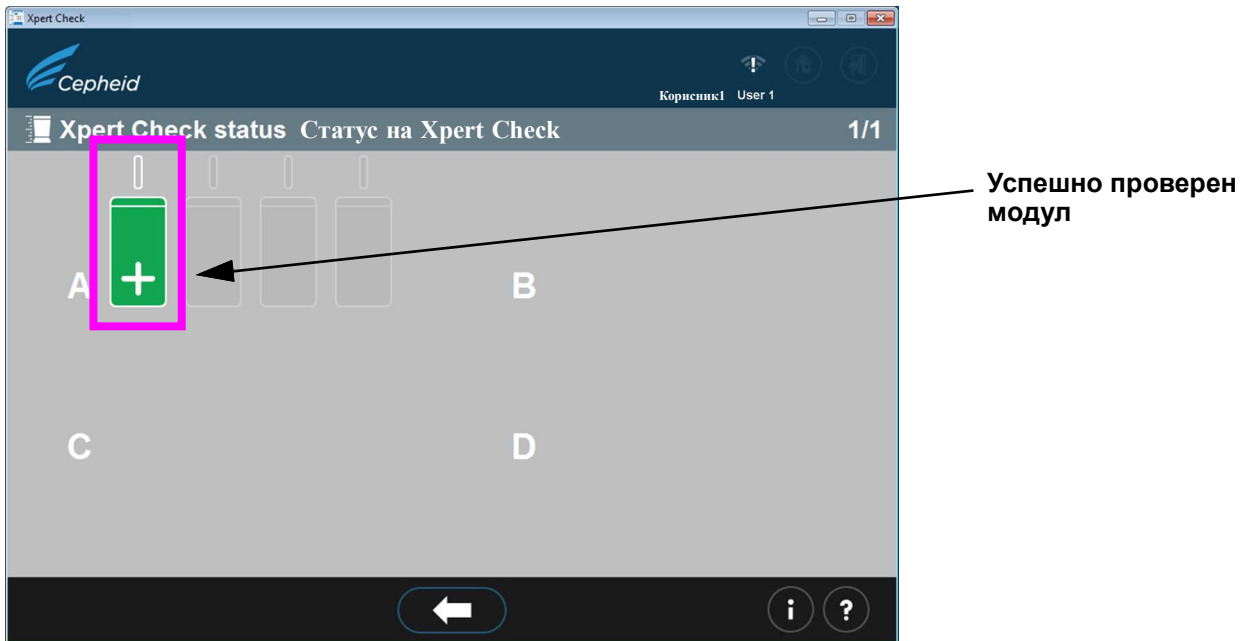 Xpert Check
Cepheid
Корисник1 User 1
Xpert Check status Статус на Xpert Check 1/1
Успешно проверен
модул
A B
C D
i ?